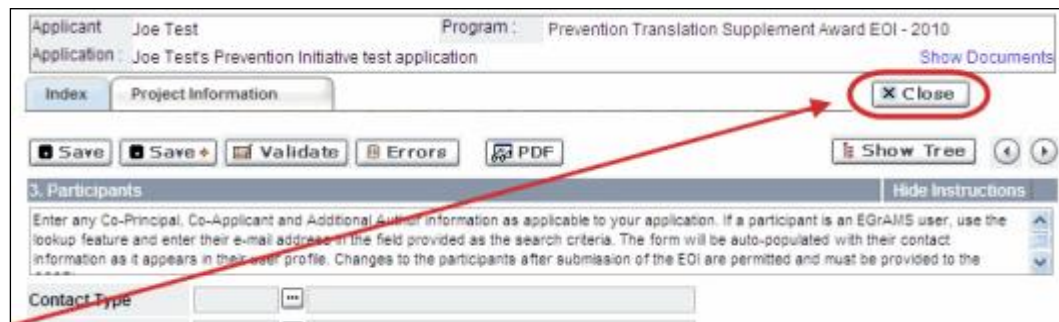 Applicant Joe Test Program : Prevention Translation Supplement Award EOI - 2010
Application : Joe Test's Prevention Initiative test application Show Documents
Index Project Information Close
Save Save Validate Errors PDF Show Tree
3. Participants Hide Instructions
Enter any Co-Principal, Co-Applicant and Additional Author information as applicable to your application. If a participant is an EGrAMS user, use the
lookup feature and enter their e-mail address in the field provided as the search criteria. The form will be auto-populated with their contact
information as it appears in their user profile. Changes to the participants after submission of the EOI are permitted and must be provided to the
Contact Type